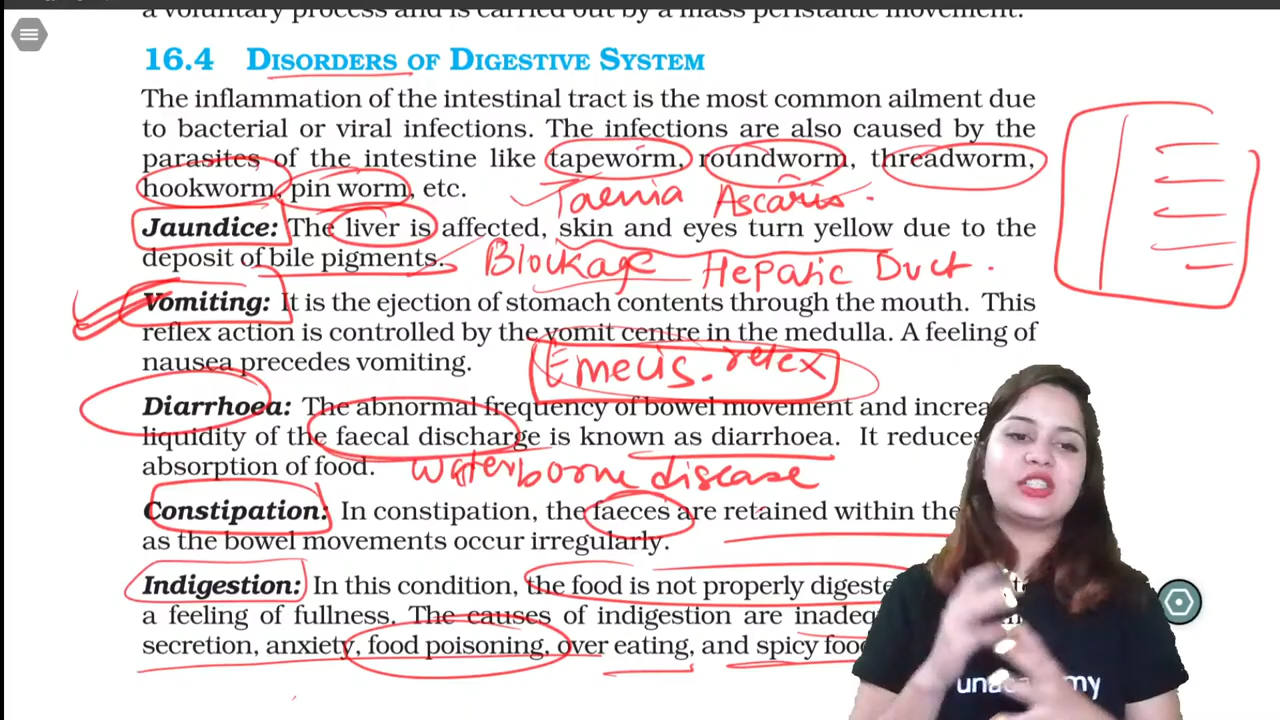 a voluntary process and is carried out by a mass peristaltic movement.
16.4 DISORDERS OF DIGESTIVE SYSTEM
The inflammation of the intestinal tract is the most common ailment due
to bacterial or viral infections. The infections are also caused by the
parasites of the intestine like tapeworm, roundworm, threadworm,
hookworm, pin worm, etc.
Taenia Ascaris
Jaundice: The liver is affected, skin and eyes turn yellow due to the
deposit of bile pigments.
Blockage Hepatic Duct.
Vomiting: It is the ejection of stomach contents through the mouth. This
reflex action is controlled by the vomit centre in the medulla. A feeling of
nausea precedes vomiting.
Emecis. refex
Diarrhoea: The abnormal frequency of bowel movement and increa
liquidity of the faecal discharge is known as diarrhoea. It reduces
absorption of food.
waterborne disease
Constipation: In constipation, the faeces are retained within the
as the bowel movements occur irregularly.
Indigestion: In this condition, the food is not properly digeste
a feeling of fullness. The causes of indigestion are inadeq
secretion, anxiety, food poisoning, over eating, and spicy foo
una my